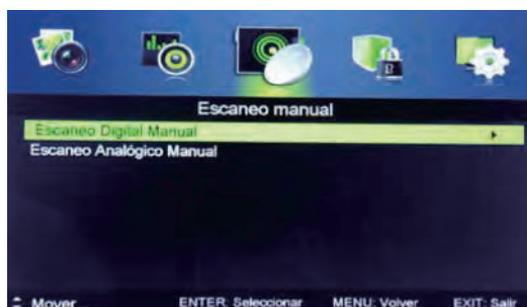 Escaneo manual
Escaneo Digital Manual
Escaneo Analógico Manual
Mover ENTER: Seleccionar MENU: Volver EXIT: Salir